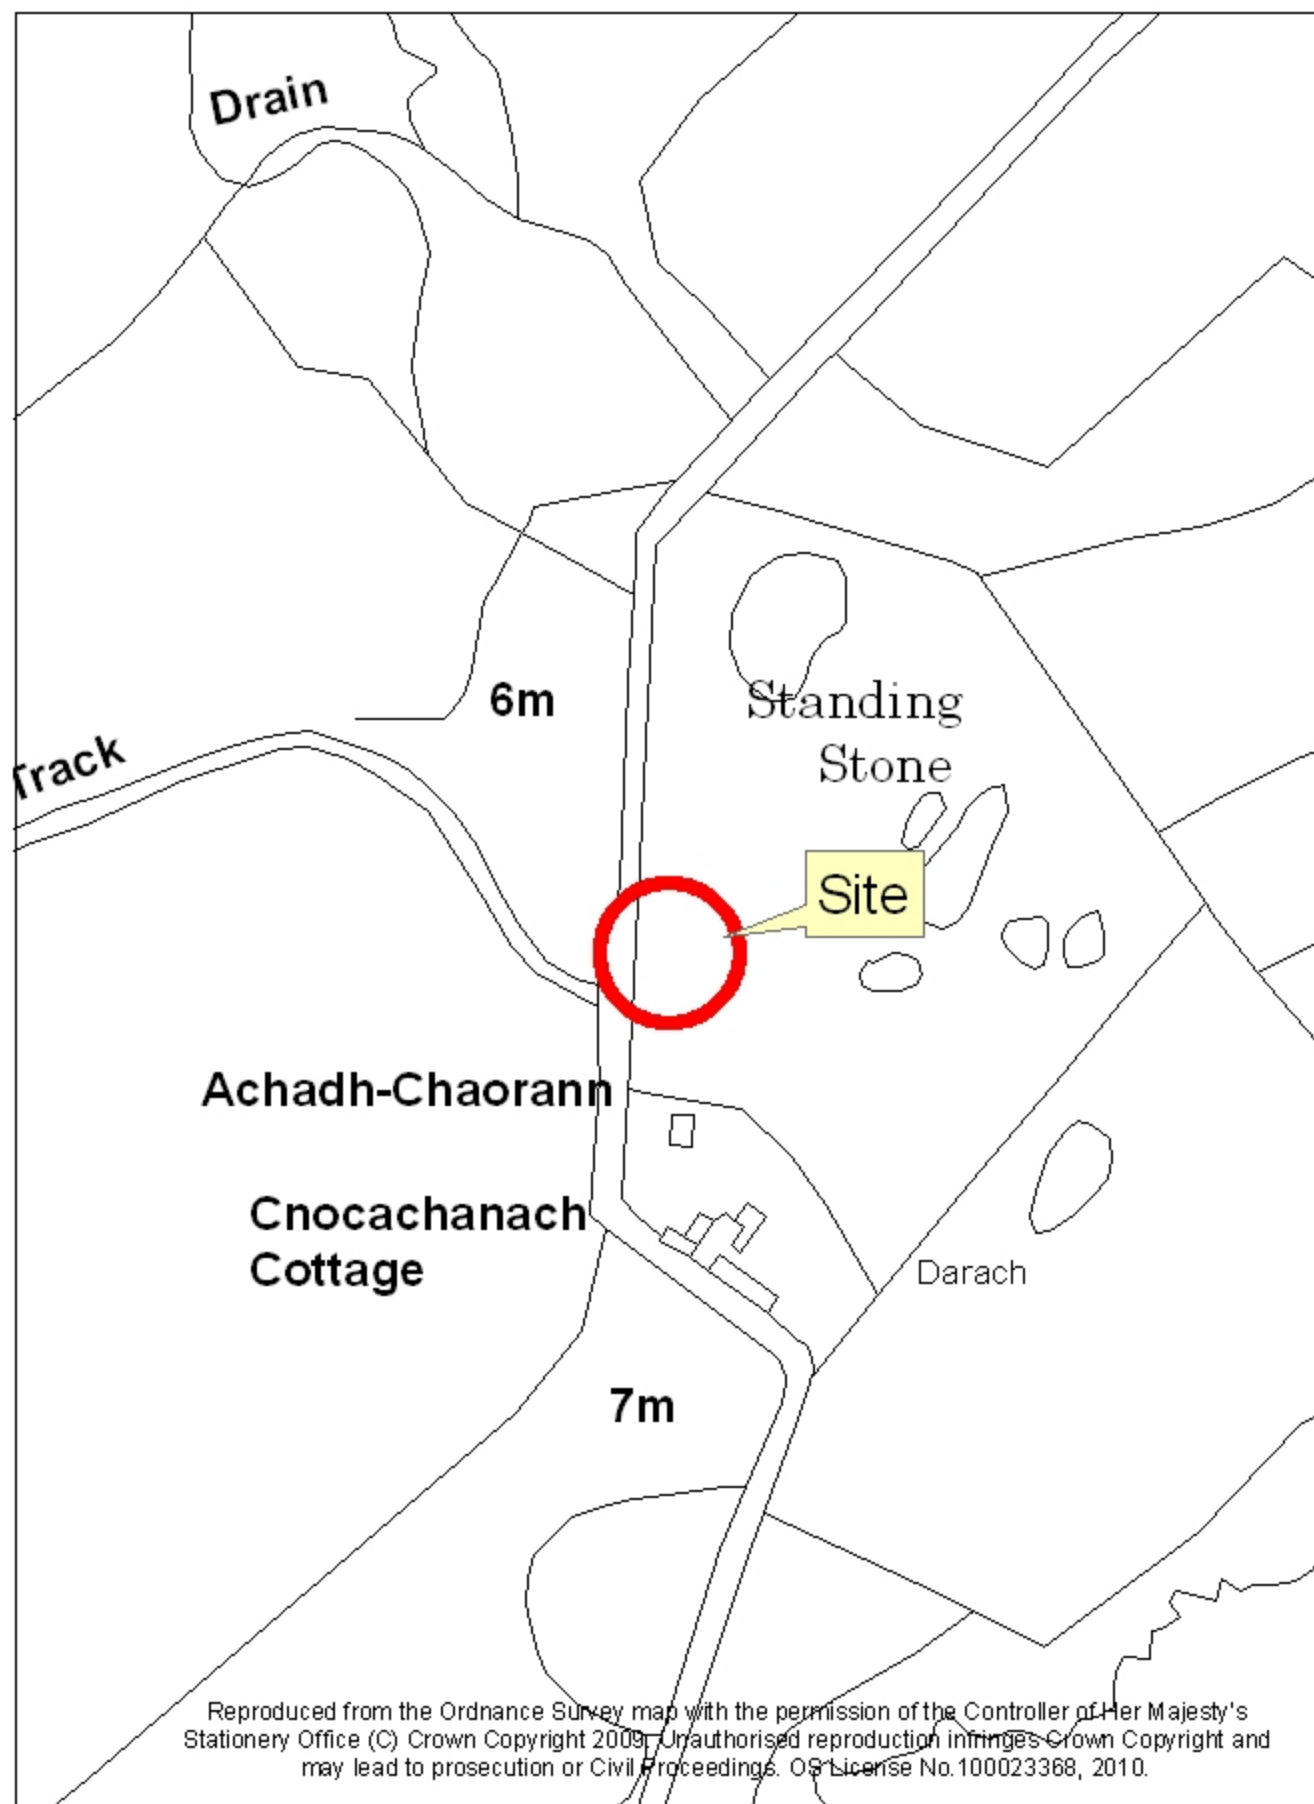 Drain
6m
Standing
Stone
Track
Site
Achadh-Chaorann
Cnocachanach
Cottage
Darach
7m
Reproduced from the Ordnance Survey map with the permission of the Controller of Her Majesty's
Stationery Office (C) Crown Copyright 2009. Unauthorised reproduction infringes Crown Copyright and
may lead to prosecution or Civil Proceedings. OS License No.100023368, 2010.